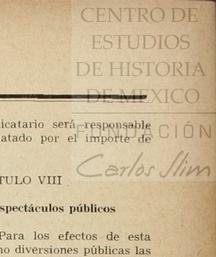 CENTRO DE
ESTUDIOS
DE HISTORIA
DE MEXICO
FUNDACIÓN
Carlos Slim
icatario será responsable
atado por el importe de
TULO VIII
spectáculos públicos
Para los efectos de esta
no diversiones públicas las